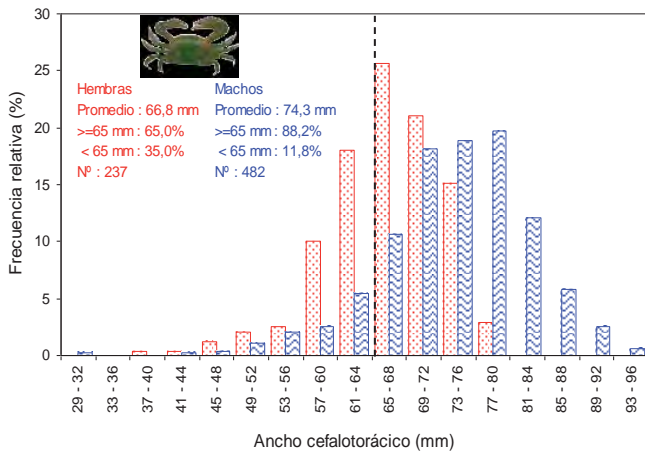 30
25
20
15
10
5
0
Frecuencia relativa (%)
Hembras
Promedio : 66,8 mm
>=65 mm : 65,0%
< 65 mm : 35,0%
Nº : 237
Machos
Promedio : 74,3 mm
>=65 mm : 88,2%
< 65 mm : 11,8%
Nº : 482
29 - 32
33 - 36
37 - 40
41 - 44
45 - 48
49 - 52
53 - 56
57 - 60
61 - 64
65 - 68
69 - 72
73 - 76
77 - 80
81 - 84
85 - 88
89 - 92
93 - 96
Ancho cefalotorácico (mm)